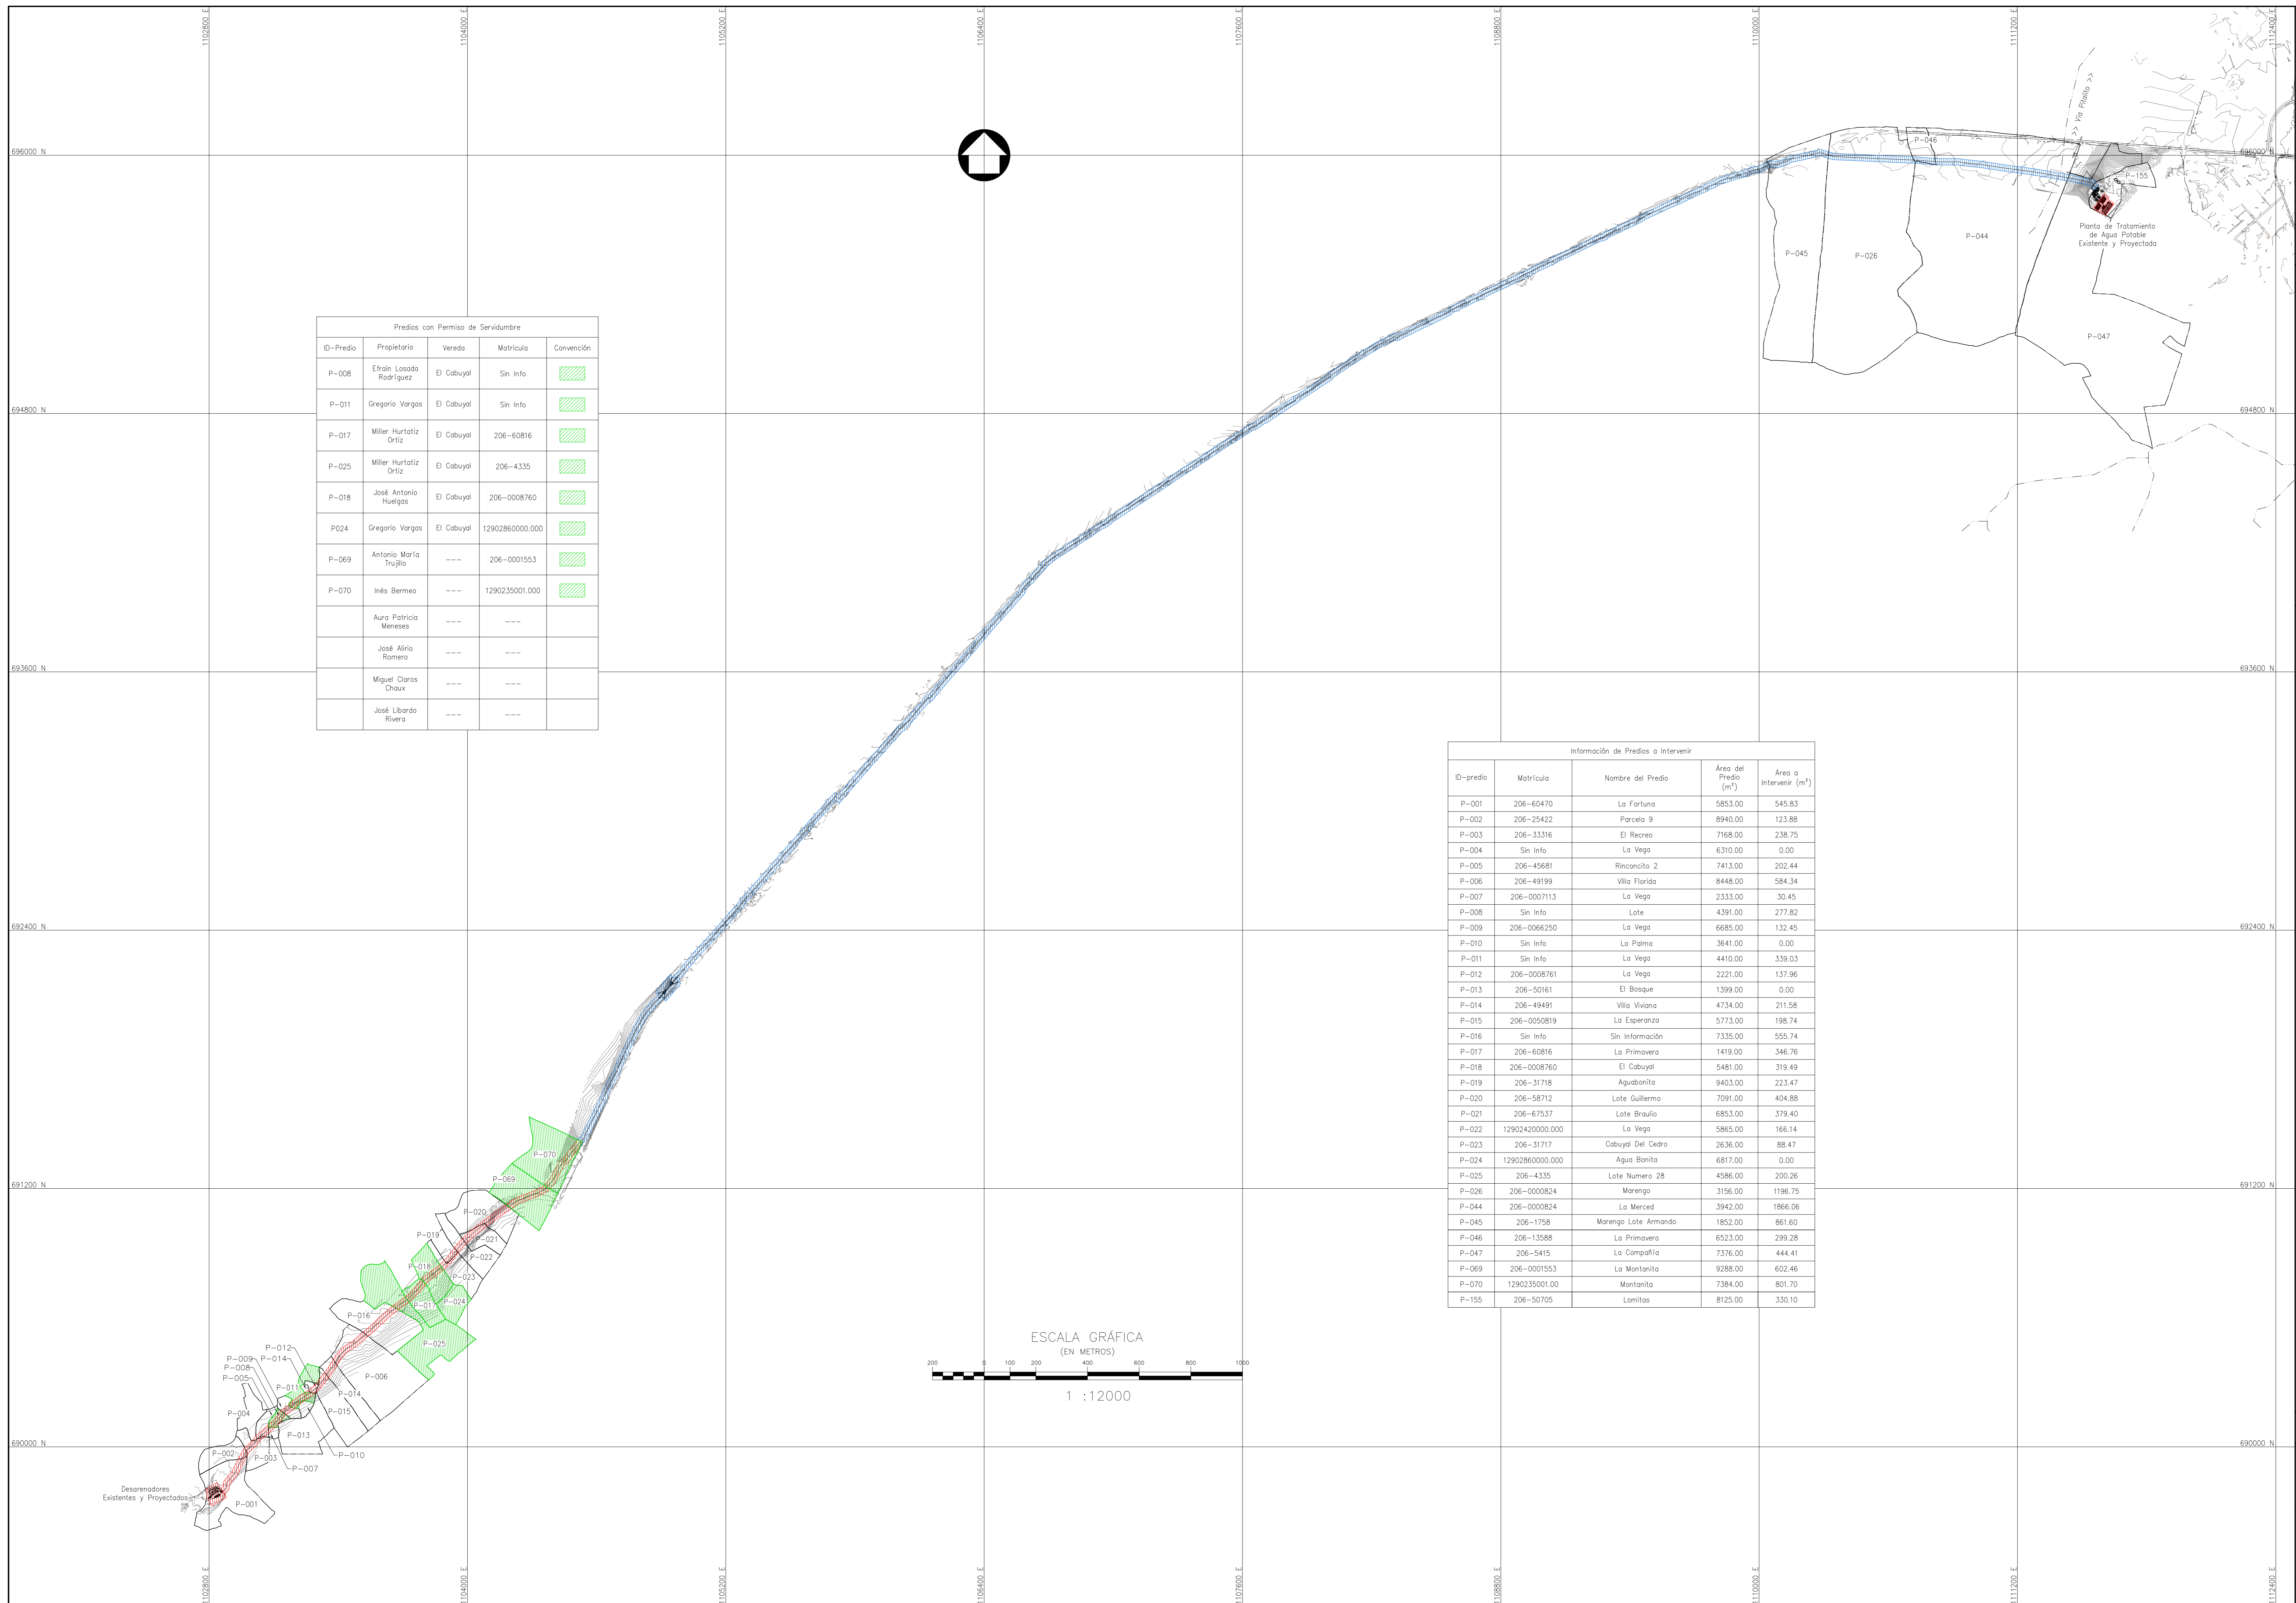 1102800 E
1104000 E
1105200 E
1106400 E
1107600 E
1108800 E
1110000 E
1111200 E
1112400 E
>> Vía Pitalito >>
696000 N
696000 N
P-046
P-155
Planta de Tratamiento
de Agua Potable
Existente y Proyectada
P-044
P-045
P-026
P-047
Predios con Permiso de Servidumbre
ID-Predio Propietario Vereda Matricula Convención
P-008 Efraín Losada Rodríguez El Cabuyal Sin Info
P-011 Gregorio Vargas El Cabuyal Sin Info
P-017 Miller Hurtatiz Ortiz El Cabuyal 206-60816
P-025 Miller Hurtatiz Ortiz El Cabuyal 206-4335
P-018 José Antonio Huelgas El Cabuyal 206-0008760
P024 Gregorio Vargas El Cabuyal 12902860000.000
P-069 Antonio María Trujillo --- 206-0001553
P-070 Inés Bermeo --- 1290235001.000
Aura Patricia Meneses --- ---
José Alirio Romero --- ---
Miguel Claros Chaux --- ---
José Libardo Rivera --- ---
694800 N
694800 N
693600 N
693600 N
Información de Predios a Intervenir
ID-predio Matrícula Nombre del Predio Área del Predio (m²) Área a Intervenir (m²)
P-001 206-60470 La Fortuna 5853.00 545.83
P-002 206-25422 Parcela 9 8940.00 123.88
P-003 206-33316 El Recreo 7168.00 238.75
P-004 Sin Info La Vega 6310.00 0.00
P-005 206-45681 Rinconcito 2 7413.00 202.44
P-006 206-49199 Villa Florida 8448.00 584.34
P-007 206-0007113 La Vega 2333.00 30.45
P-008 Sin Info Lote 4391.00 277.82
P-009 206-0066250 La Vega 6685.00 132.45
P-010 Sin Info La Palma 3641.00 0.00
P-011 Sin Info La Vega 4410.00 339.03
P-012 206-0008761 La Vega 2221.00 137.96
P-013 206-50161 El Bosque 1399.00 0.00
P-014 206-49491 Villa Viviana 4734.00 211.58
P-015 206-0050819 La Esperanza 5773.00 198.74
P-016 Sin Info Sin Información 7335.00 555.74
P-017 206-60816 La Primavera 1419.00 346.76
P-018 206-0008760 El Cabuyal 5481.00 319.49
P-019 206-31718 Aguabonita 9403.00 223.47
P-020 206-58712 Lote Guillermo 7091.00 404.88
P-021 206-67537 Lote Braulio 6853.00 379.40
P-022 12902420000.000 La Vega 5865.00 166.14
P-023 206-31717 Cabuyal Del Cedro 2636.00 88.47
P-024 12902860000.000 Agua Bonita 6817.00 0.00
P-025 206-4335 Lote Numero 28 4586.00 200.26
P-026 206-0000824 Marengo 3156.00 1196.75
P-044 206-0000824 La Merced 3942.00 1866.06
P-045 206-1758 Marengo Lote Armando 1852.00 861.60
P-046 206-13588 La Primavera 6523.00 299.28
P-047 206-5415 La Compañía 7376.00 444.41
P-069 206-0001553 La Montanita 9288.00 602.46
P-070 1290235001.00 Montanita 7384.00 801.70
P-155 206-50705 Lomitas 8125.00 330.10
692400 N
692400 N
691200 N
691200 N
P-070
P-069
P-020
P-019
P-021
P-022
P-018
P-023
P-024
P-017
P-016
P-025
P-012
P-009
P-014
P-008
P-005
P-011
P-006
P-014
P-015
P-004
P-013
P-010
P-002
P-003
P-007
P-001
Desarenadores
Existentes y Proyectados
ESCALA GRÁFICA
(EN METROS)
200 0 100 200 400 600 800 1000
1 :12000
690000 N
690000 N
1102800 E
1104000 E
1105200 E
1106400 E
1107600 E
1108800 E
1110000 E
1111200 E
1112400 E